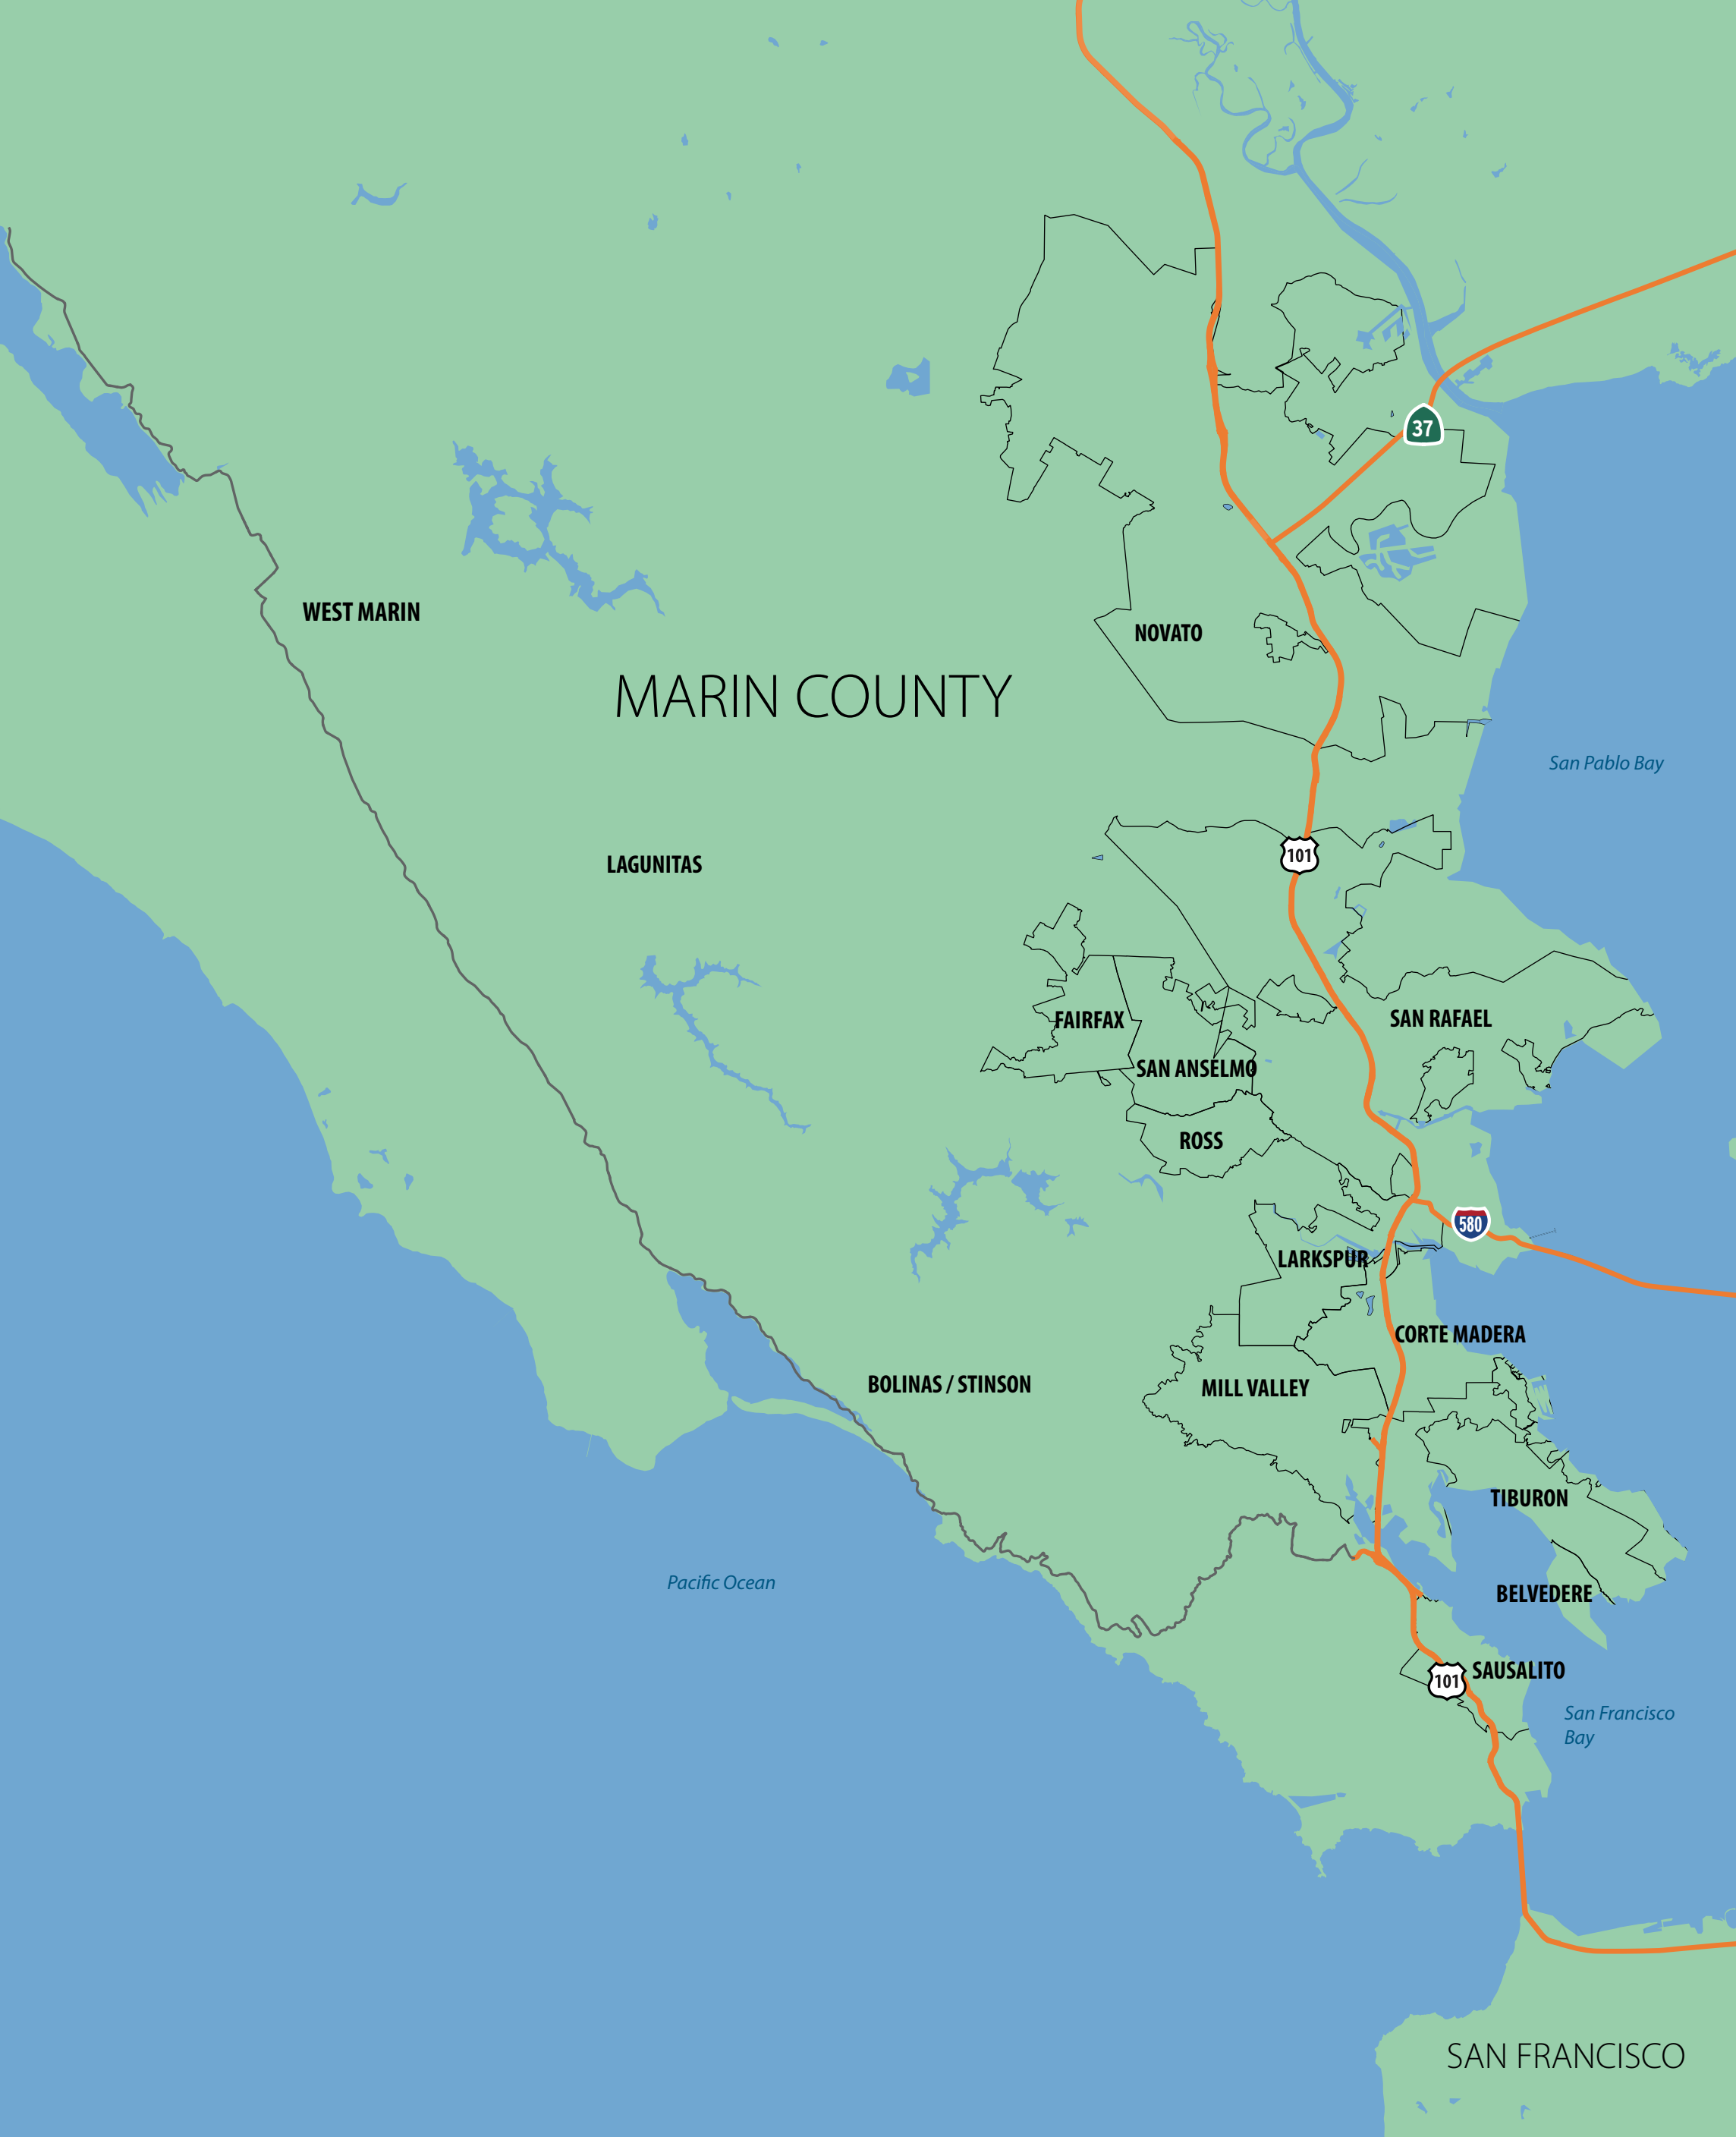 37
WEST MARIN
NOVATO
MARIN COUNTY
San Pablo Bay
101
LAGUNITAS
FAIRFAX
SAN RAFAEL
SAN ANSELMO
ROSS
580
LARKSPUR
CORTE MADERA
BOLINAS / STINSON
MILL VALLEY
TIBURON
Pacific Ocean
BELVEDERE
SAUSALITO
101
San Francisco
Bay
SAN FRANCISCO